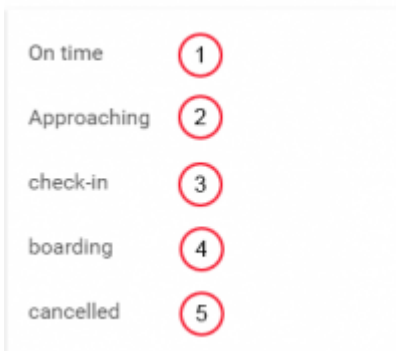 On time 1
Approaching 2
check-in 3
boarding 4
cancelled 5